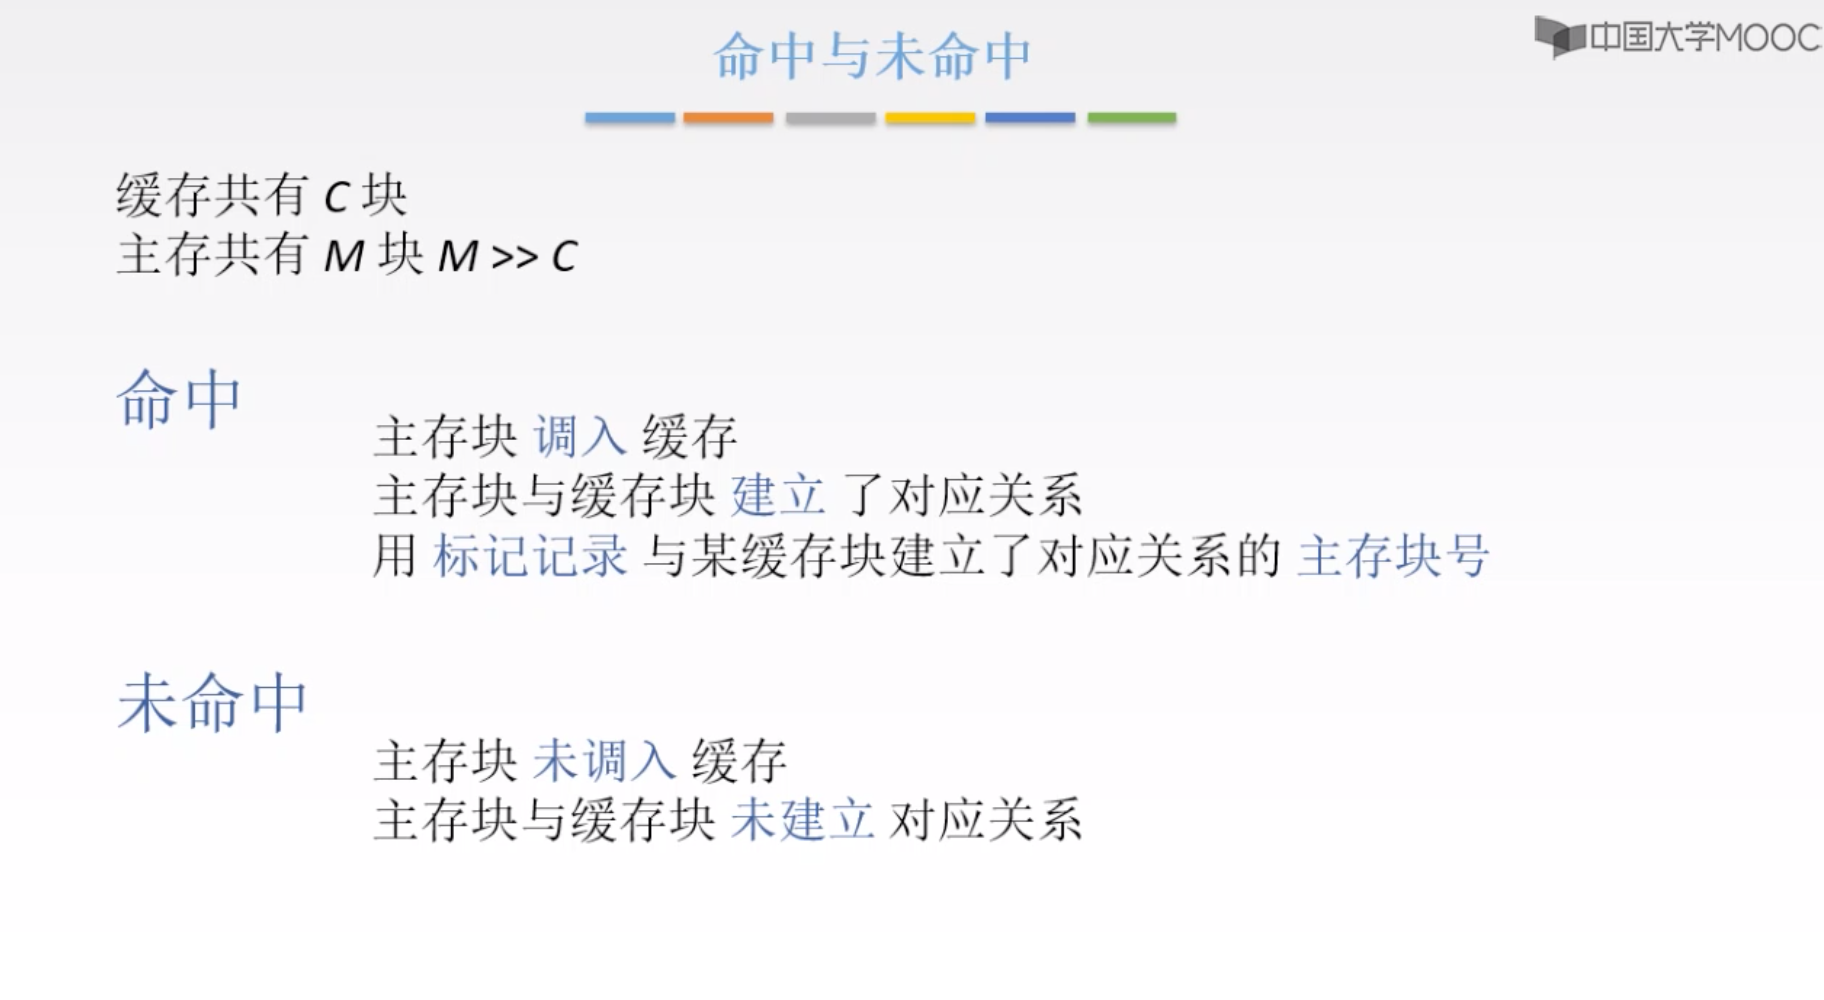 中国大学MOOC
命中与未命中
缓存共有 C 块
主存共有 M 块 M >> C
命中
主存块 调入 缓存
主存块与缓存块 建立 了对应关系
用 标记记录 与某缓存块建立了对应关系的 主存块号
未命中
主存块 未调入 缓存
主存块与缓存块 未建立 对应关系